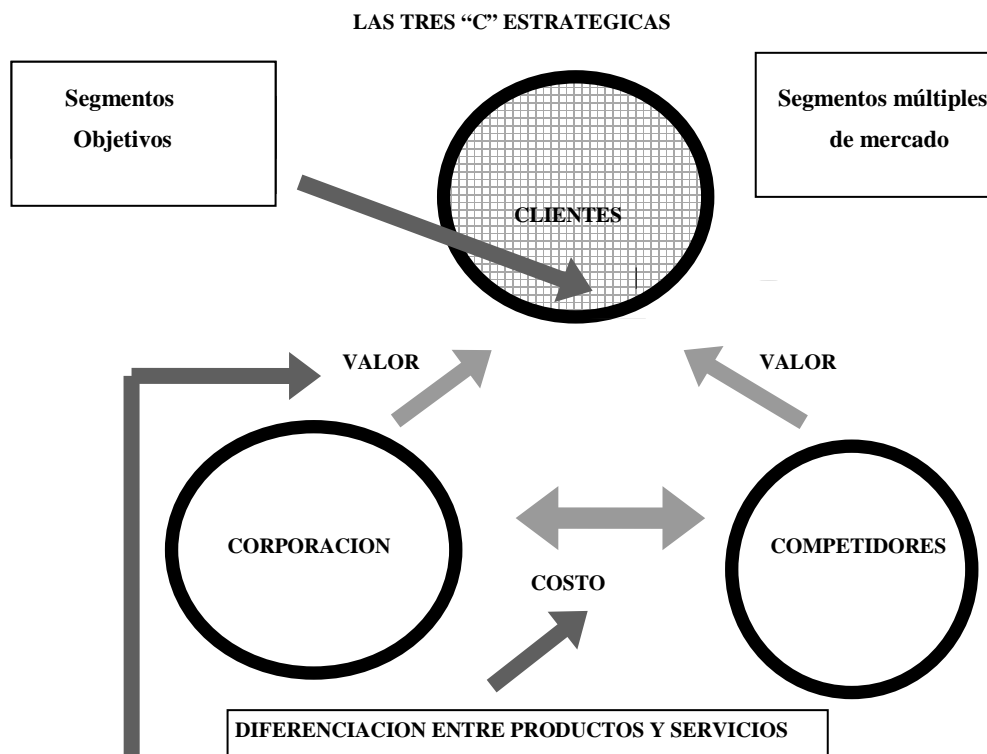 LAS TRES “C” ESTRATEGICAS
Segmentos
Objetivos
Segmentos múltiples
de mercado
CLIENTES
VALOR
VALOR
CORPORACION
COMPETIDORES
COSTO
DIFERENCIACION ENTRE PRODUCTOS Y SERVICIOS